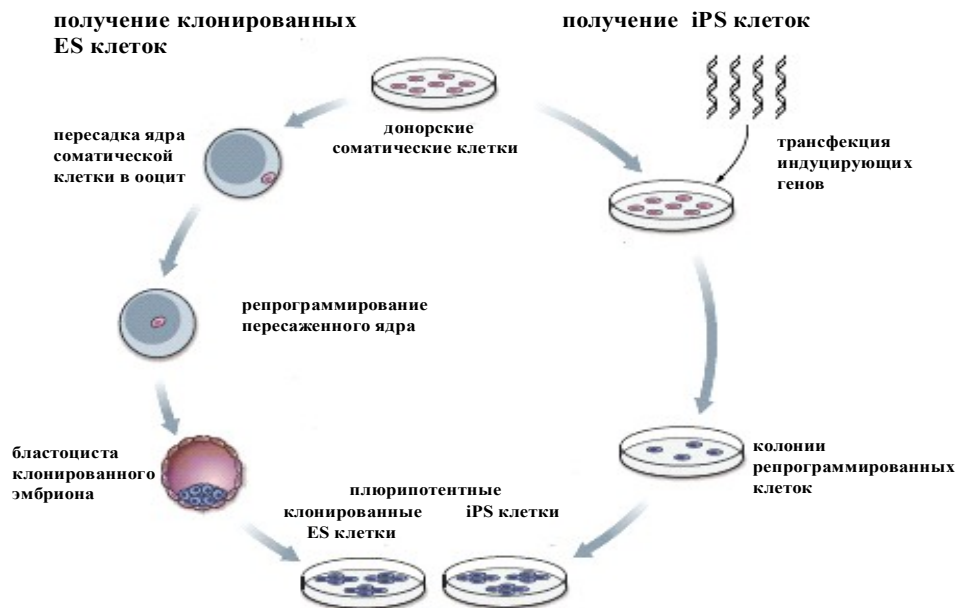 получение клонированных
ES клеток
получение iPS клеток
донорские
соматические клетки
пересадка ядра
соматической
клетки в ооцит
трансфекция
индуцирующих
генов
репрограммирование
пересаженного ядра
бластоциста
клонированного
эмбриона
колонии
репрограммированных
клеток
плюрипотентные
клонированные
ES клетки
iPS клетки